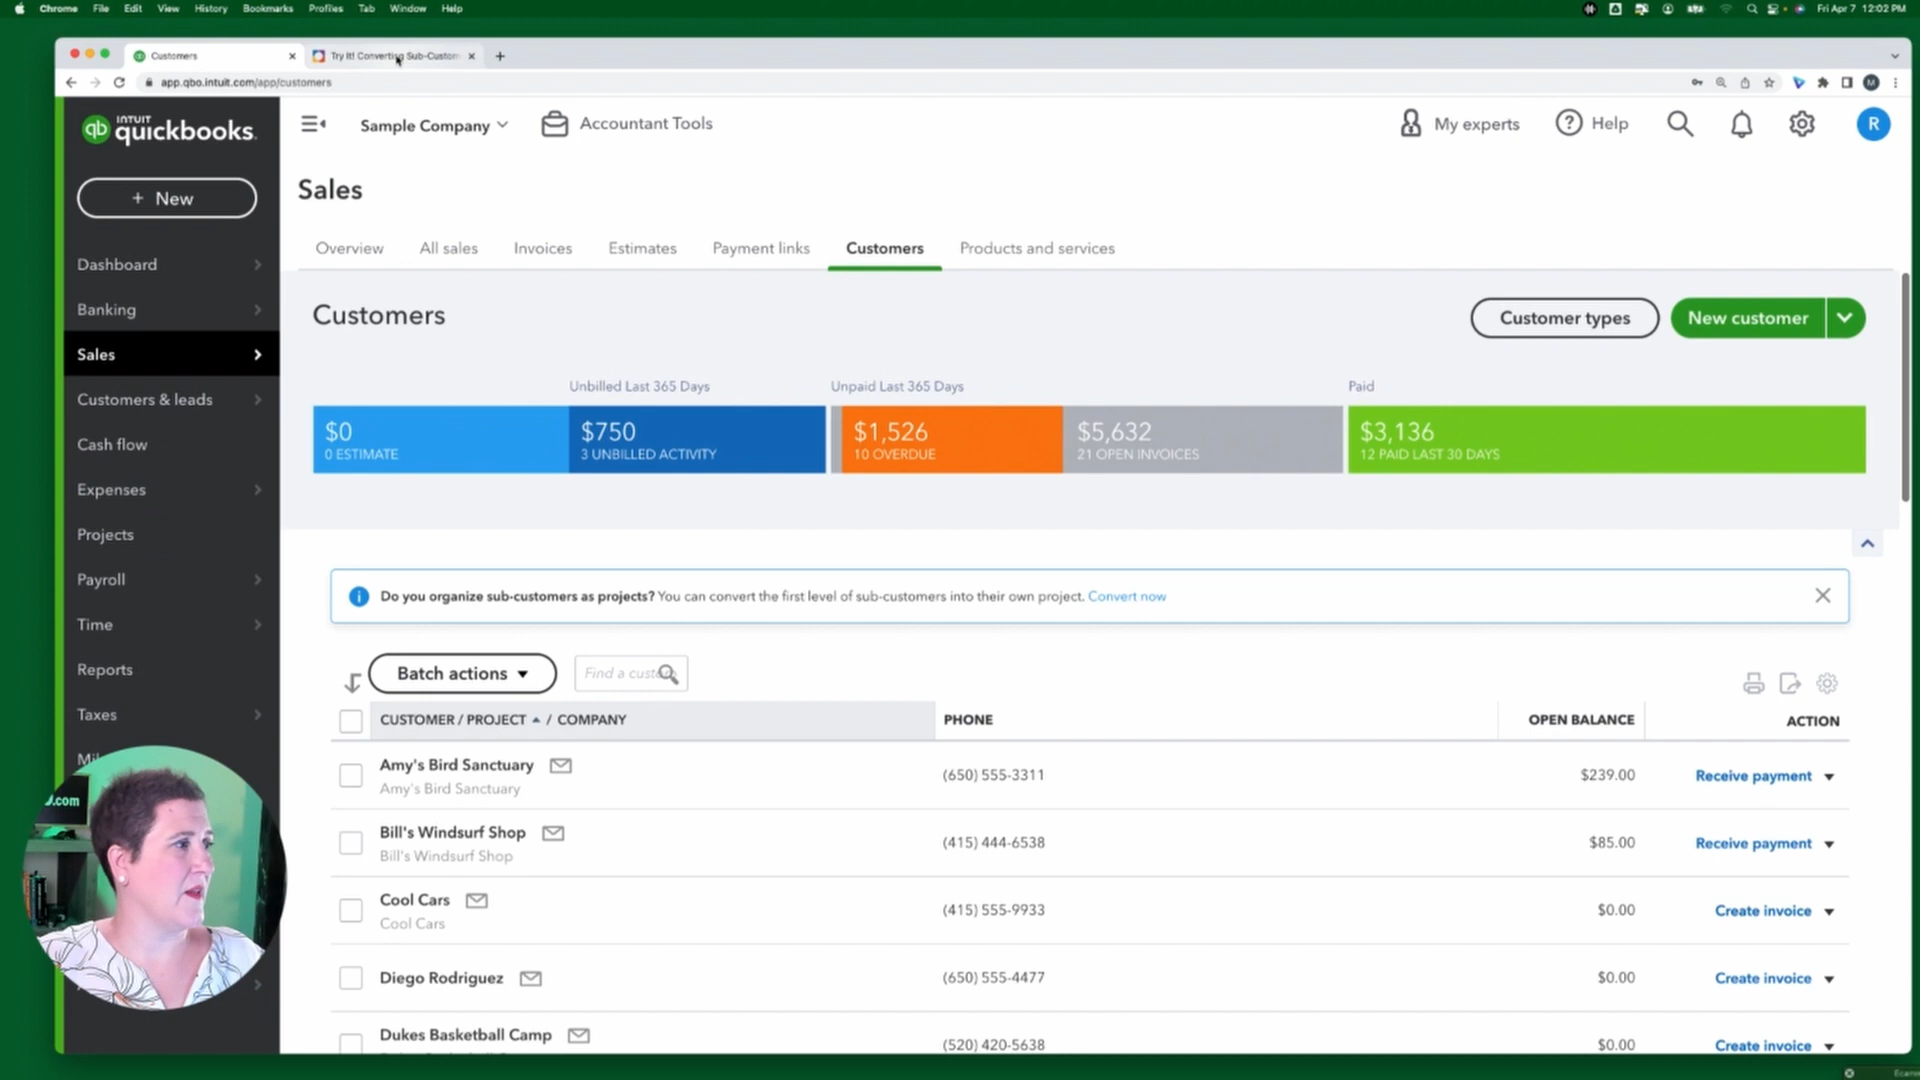 Chrome File Edit View History Bookmarks Profiles Tab Window Help
Fri Apr 7 12:02 PM
Customers
Try It! Converting Sub-Custom
app.qbo.intuit.com/app/customers
M
INTUIT
qb quickbooks.
Sample Company
Accountant Tools
My experts
Help
R
+ New
Sales
Overview All sales Invoices Estimates Payment links Customers Products and services
Dashboard
Banking
Sales
Customers & leads
Cash flow
Expenses
Projects
Payroll
Time
Reports
Taxes
.com
Customers
Customer types
New customer
Unbilled Last 365 Days
Unpaid Last 365 Days
Paid
$0
0 ESTIMATE
$750
3 UNBILLED ACTIVITY
$1,526
10 OVERDUE
$5,632
21 OPEN INVOICES
$3,136
12 PAID LAST 30 DAYS
Do you organize sub-customers as projects? You can convert the first level of sub-customers into their own project. Convert now
Batch actions
CUSTOMER / PROJECT / COMPANY PHONE OPEN BALANCE ACTION
Amy's Bird Sanctuary (650) 555-3311 $239.00 Receive payment
Amy's Bird Sanctuary
Bill's Windsurf Shop (415) 444-6538 $85.00 Receive payment
Bill's Windsurf Shop
Cool Cars (415) 555-9933 $0.00 Create invoice
Cool Cars
Diego Rodriguez (650) 555-4477 $0.00 Create invoice
Dukes Basketball Camp (520) 420-5638 $0.00 Create invoice